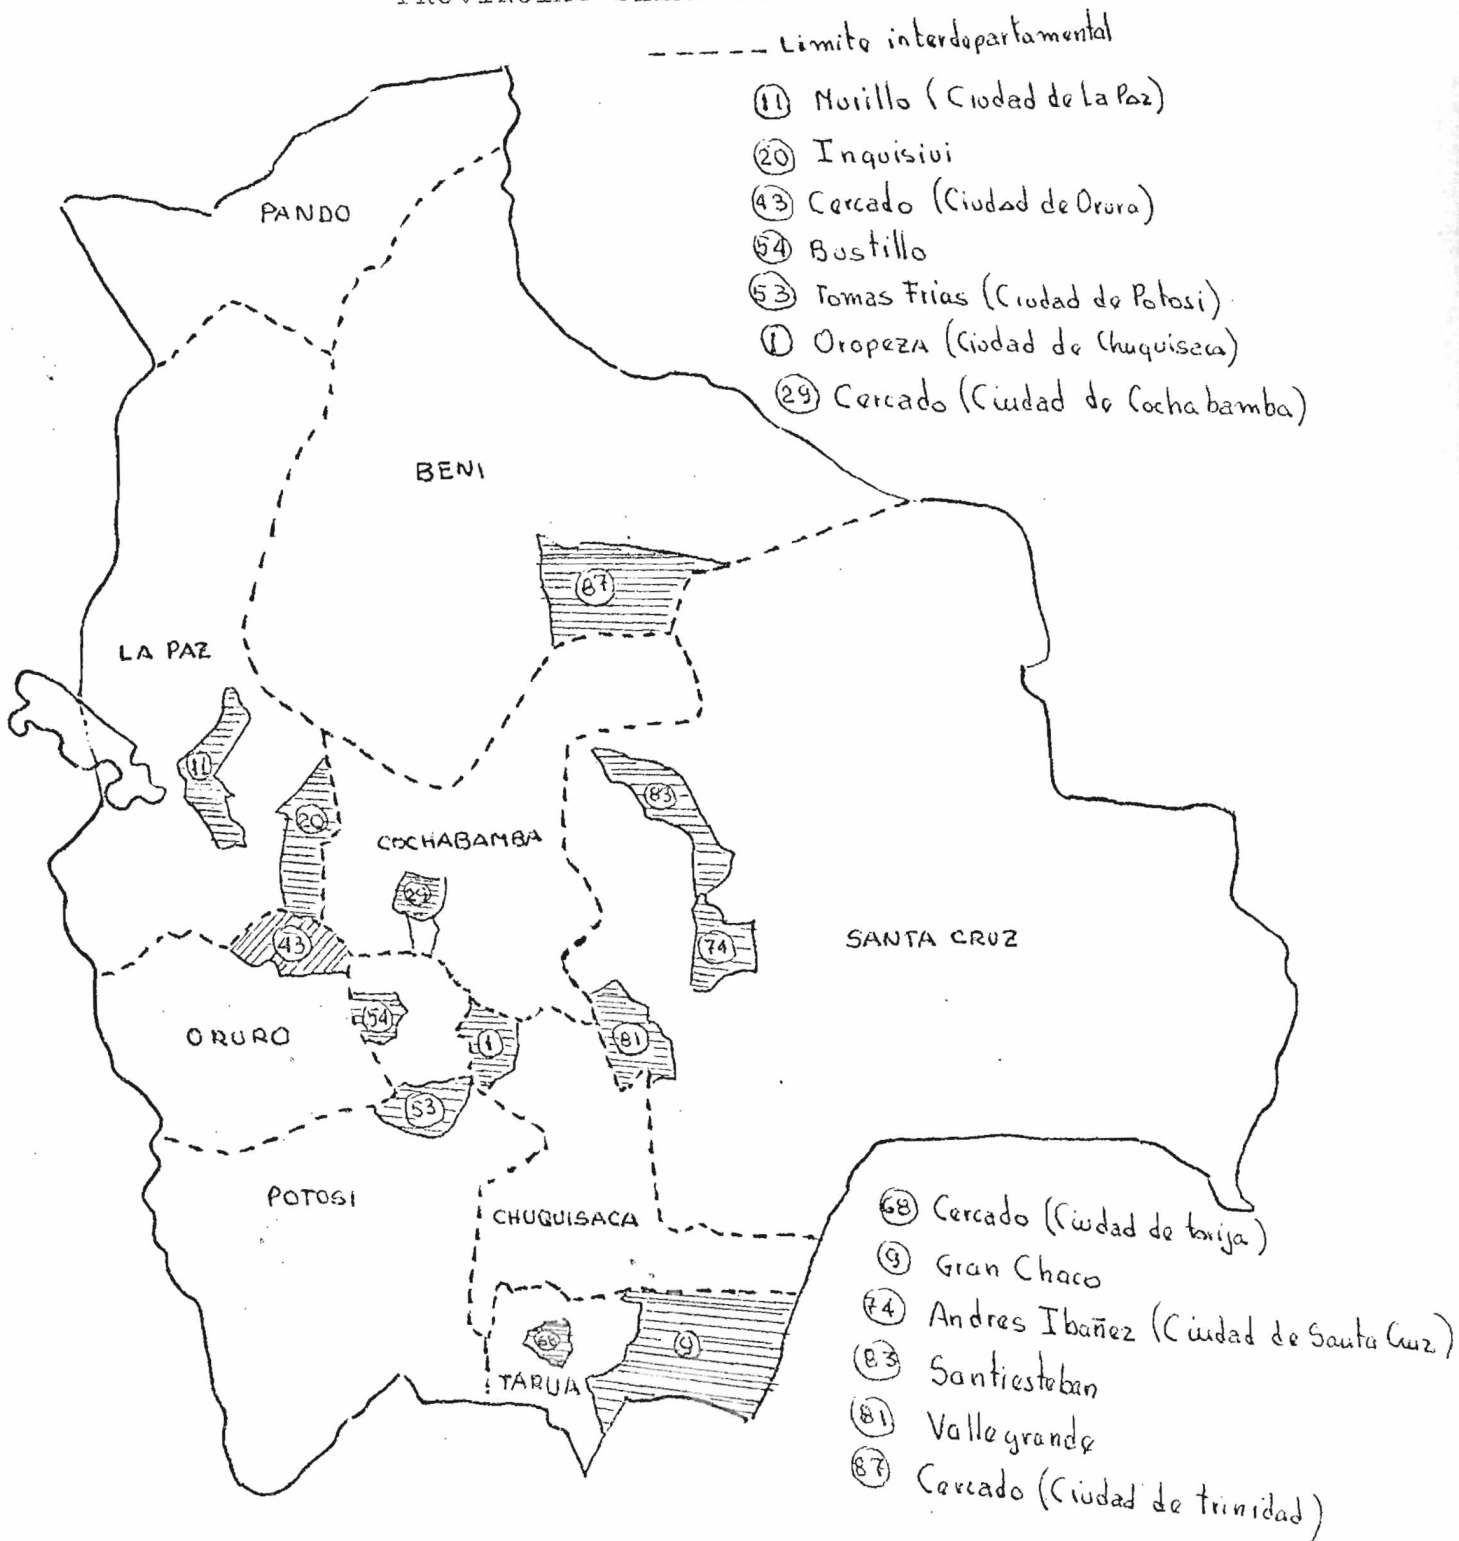 ----- Limite interdepartamental
11 Murillo (Ciudad de La Paz)
20 Inquisivi
43 Cercado (Ciudad de Oruro)
54 Bustillo
53 Tomas Frias (Ciudad de Potosi)
1 Oropeza (Ciudad de Chuquisaca)
29 Cercado (Ciudad de Cochabamba)
PANDO
BENI
87
LA PAZ
11
83
20
COCHABAMBA
29
43
74
SANTA CRUZ
54
ORURO
1
81
53
POTOSI
CHUQUISACA
68
9
TARIJA
68 Cercado (Ciudad de tarija)
9 Gran Chaco
74 Andres Ibañez (Ciudad de Santa Cruz)
83 Santiesteban
81 Vallegrande
87 Cercado (Ciudad de trinidad)